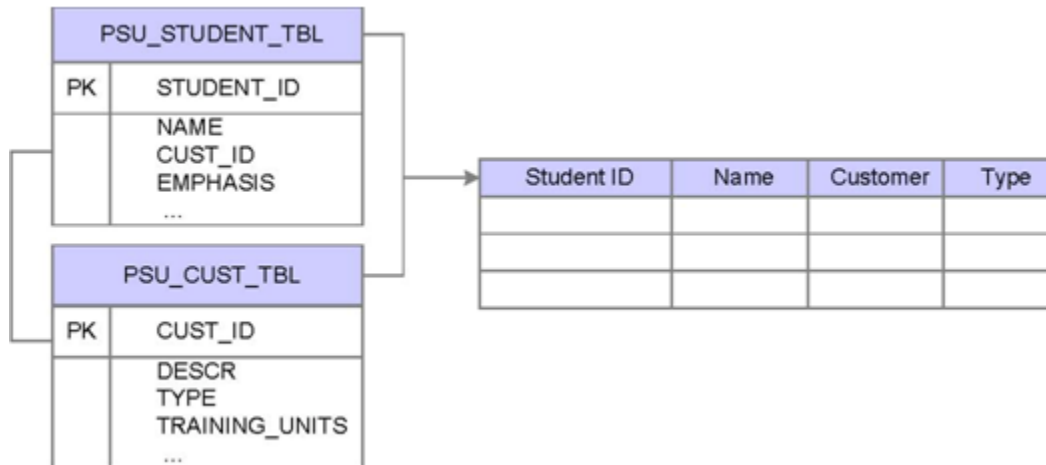 PSU_STUDENT_TBL
PK STUDENT_ID
NAME
CUST_ID
EMPHASIS
...
PSU_CUST_TBL
PK CUST_ID
DESCR
TYPE
TRAINING_UNITS
...
Student ID Name Customer Type